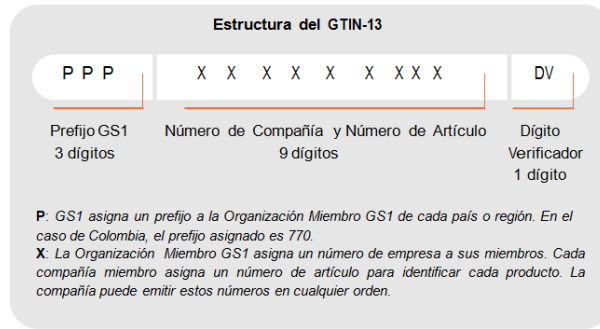 Estructura del GTIN-13
P P P X X X X X X X X X DV
Prefijo GS1 Número de Compañía y Número de Artículo Dígito
3 dígitos 9 dígitos Verificador
1 dígito
P: GS1 asigna un prefijo a la Organización Miembro GS1 de cada país o región. En el
caso de Colombia, el prefijo asignado es 770.
X: La Organización Miembro GS1 asigna un número de empresa a sus miembros. Cada
compañía miembro asigna un número de artículo para identificar cada producto. La
compañía puede emitir estos números en cualquier orden.